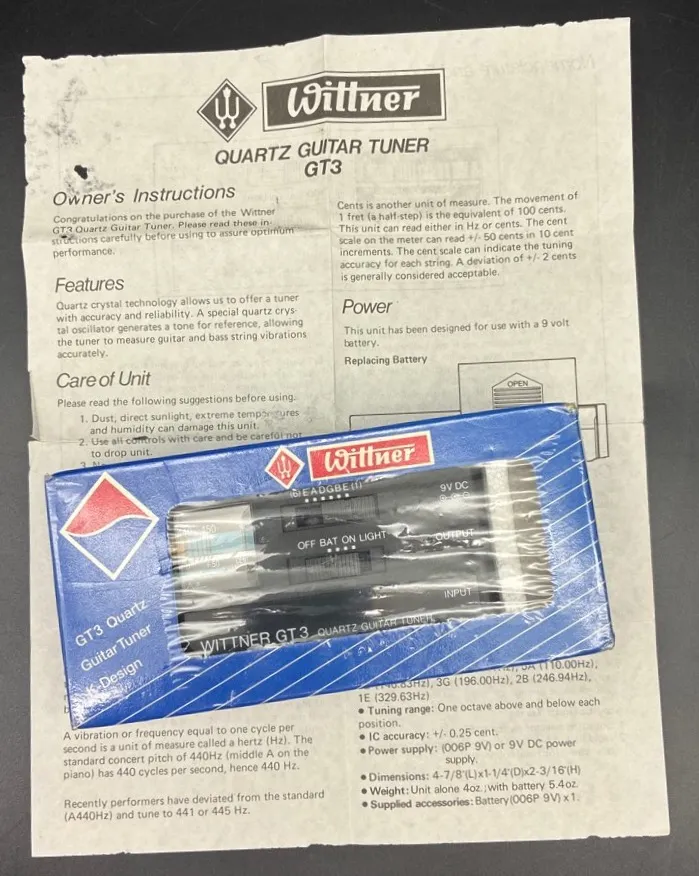 Wittner
QUARTZ GUITAR TUNER
GT3
Owner's Instructions
Congratulations on the purchase of the Wittner
GT3 Quartz Guitar Tuner. Please read these in-
structions carefully before using to assure optimum
performance.
Features
Quartz crystal technology allows us to offer a tuner
with accuracy and reliability. A special quartz crys-
tal oscillator generates a tone for reference, allowing
the tuner to measure guitar and bass string vibrations
accurately.
Care of Unit
Please read the following suggestions before using.
1. Dust, direct sunlight, extreme temperatures
and humidity can damage this unit.
2. Use all controls with care and be careful not
to drop unit.
3.
Cents is another unit of measure. The movement of
1 fret (a half-step) is the equivalent of 100 cents.
This unit can read either in Hz or cents. The cent
scale on the meter can read +/- 50 cents in 10 cent
increments. The cent scale can indicate the tuning
accuracy for each string. A deviation of +/- 2 cents
is generally considered acceptable.
Power
This unit has been designed for use with a 9 volt
battery.
Replacing Battery
OPEN
Wittner
(6) E A D G B E (1)
9V DC
450
OFF BAT ON LIGHT
OUTPUT
INPUT
WITTNER GT3 QUARTZ GUITAR TUNER
GT3 Quartz
Guitar Tuner
K-Design
5A (110.00Hz),
3G (196.00Hz), 2B (246.94Hz),
1E (329.63Hz)
• Tuning range: One octave above and below each
position.
• IC accuracy: +/- 0.25 cent.
• Power supply: (006P 9V) or 9V DC power
supply.
• Dimensions: 4-7/8"(L)x1-1/4"(D)x2-3/16"(H)
• Weight: Unit alone 4oz.; with battery 5.4oz.
• Supplied accessories: Battery (006P 9V) x 1.
A vibration or frequency equal to one cycle per
second is a unit of measure called a hertz (Hz). The
standard concert pitch of 440Hz (middle A on the
piano) has 440 cycles per second, hence 440 Hz.
Recently performers have deviated from the standard
(A440Hz) and tune to 441 or 445 Hz.